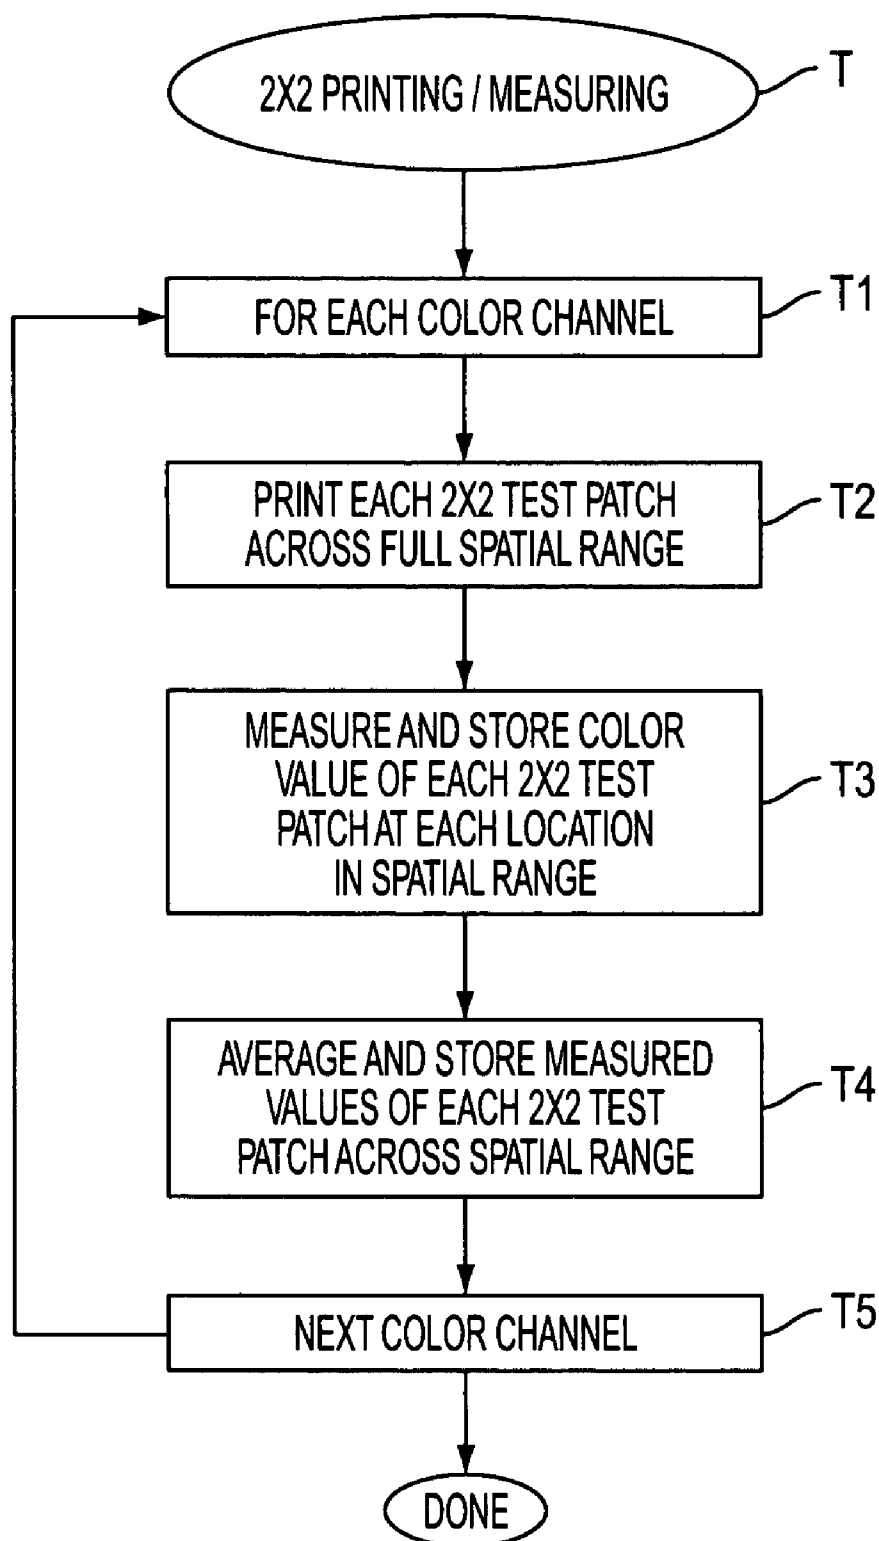 2X2 PRINTING / MEASURING
T
FOR EACH COLOR CHANNEL
T1
PRINT EACH 2X2 TEST PATCH
ACROSS FULL SPATIAL RANGE
T2
MEASURE AND STORE COLOR
VALUE OF EACH 2X2 TEST
PATCH AT EACH LOCATION
IN SPATIAL RANGE
T3
AVERAGE AND STORE MEASURED
VALUES OF EACH 2X2 TEST
PATCH ACROSS SPATIAL RANGE
T4
NEXT COLOR CHANNEL
T5
DONE